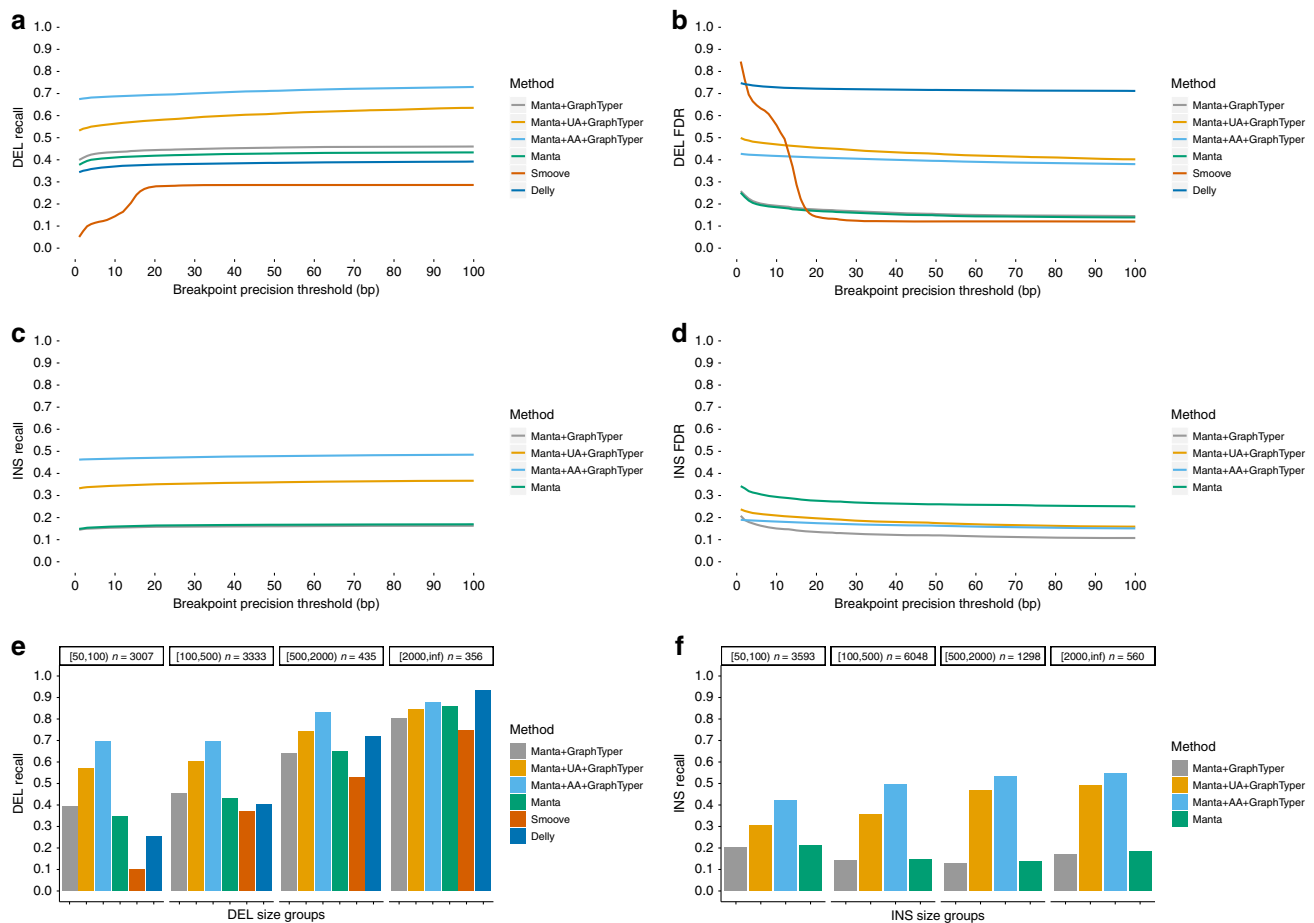 a
1.0
0.9
0.8
0.7
0.6
0.5
0.4
0.3
0.2
0.1
0.0
DEL recall
0 10 20 30 40 50 60 70 80 90 100
Breakpoint precision threshold (bp)
Method
Manta+GraphTyper
Manta+UA+GraphTyper
Manta+AA+GraphTyper
Manta
Smoove
Delly
b
1.0
0.9
0.8
0.7
0.6
0.5
0.4
0.3
0.2
0.1
0.0
DEL FDR
0 10 20 30 40 50 60 70 80 90 100
Breakpoint precision threshold (bp)
Method
Manta+GraphTyper
Manta+UA+GraphTyper
Manta+AA+GraphTyper
Manta
Smoove
Delly
c
1.0
0.9
0.8
0.7
0.6
0.5
0.4
0.3
0.2
0.1
0.0
INS recall
0 10 20 30 40 50 60 70 80 90 100
Breakpoint precision threshold (bp)
Method
Manta+GraphTyper
Manta+UA+GraphTyper
Manta+AA+GraphTyper
Manta
d
1.0
0.9
0.8
0.7
0.6
0.5
0.4
0.3
0.2
0.1
0.0
INS FDR
0 10 20 30 40 50 60 70 80 90 100
Breakpoint precision threshold (bp)
Method
Manta+GraphTyper
Manta+UA+GraphTyper
Manta+AA+GraphTyper
Manta
e
[50,100) n = 3007
[100,500) n = 3333
[500,2000) n = 435
[2000,inf) n = 356
1.0
0.9
0.8
0.7
0.6
0.5
0.4
0.3
0.2
0.1
0.0
DEL recall
DEL size groups
Method
Manta+GraphTyper
Manta+UA+GraphTyper
Manta+AA+GraphTyper
Manta
Smoove
Delly
f
[50,100) n = 3593
[100,500) n = 6048
[500,2000) n = 1298
[2000,inf) n = 560
1.0
0.9
0.8
0.7
0.6
0.5
0.4
0.3
0.2
0.1
0.0
INS recall
INS size groups
Method
Manta+GraphTyper
Manta+UA+GraphTyper
Manta+AA+GraphTyper
Manta